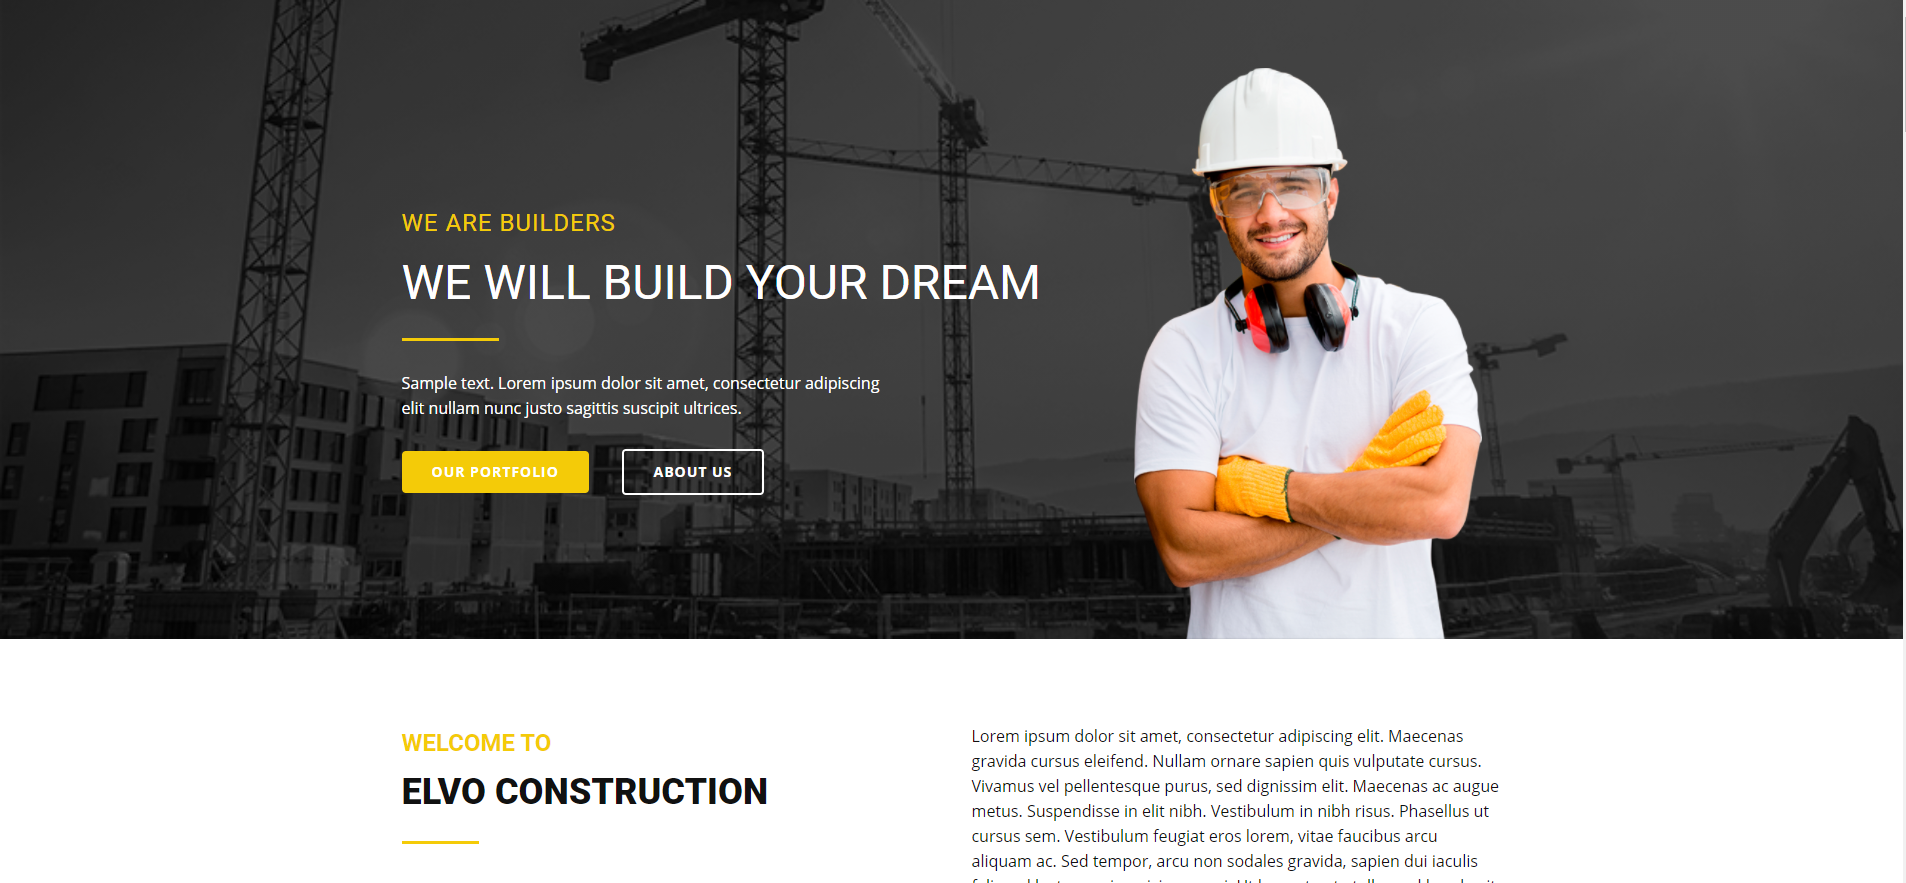 WE ARE BUILDERS
WE WILL BUILD YOUR DREAM
Sample text. Lorem ipsum dolor sit amet, consectetur adipiscing
elit nullam nunc justo sagittis suscipit ultrices.
OUR PORTFOLIO
ABOUT US
WELCOME TO
ELVO CONSTRUCTION
Lorem ipsum dolor sit amet, consectetur adipiscing elit. Maecenas
gravida cursus eleifend. Nullam ornare sapien quis vulputate cursus.
Vivamus vel pellentesque purus, sed dignissim elit. Maecenas ac augue
metus. Suspendisse in elit nibh. Vestibulum in nibh risus. Phasellus ut
cursus sem. Vestibulum feugiat eros lorem, vitae faucibus arcu
aliquam ac. Sed tempor, arcu non sodales gravida, sapien dui iaculis